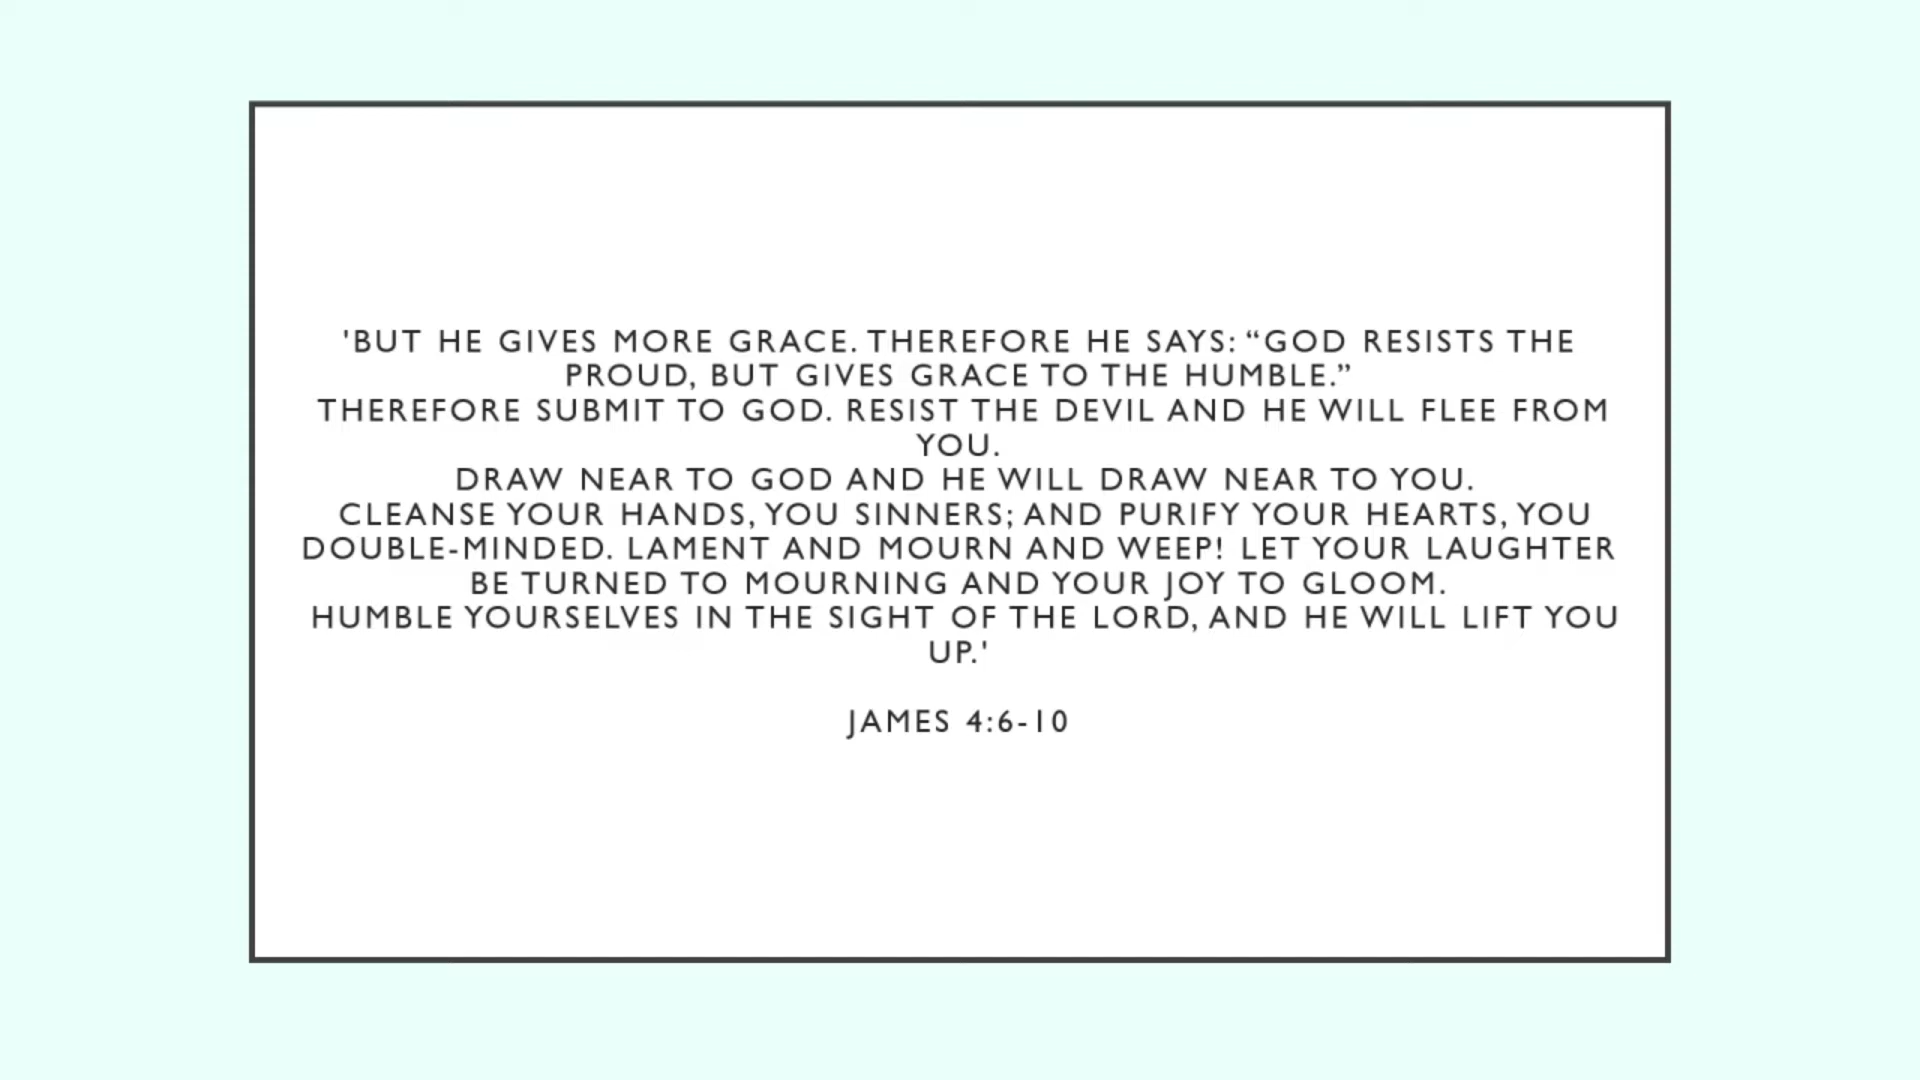 'BUT HE GIVES MORE GRACE. THEREFORE HE SAYS: “GOD RESISTS THE
PROUD, BUT GIVES GRACE TO THE HUMBLE.”
THEREFORE SUBMIT TO GOD. RESIST THE DEVIL AND HE WILL FLEE FROM
YOU.
DRAW NEAR TO GOD AND HE WILL DRAW NEAR TO YOU.
CLEANSE YOUR HANDS, YOU SINNERS; AND PURIFY YOUR HEARTS, YOU
DOUBLE-MINDED. LAMENT AND MOURN AND WEEP! LET YOUR LAUGHTER
BE TURNED TO MOURNING AND YOUR JOY TO GLOOM.
HUMBLE YOURSELVES IN THE SIGHT OF THE LORD, AND HE WILL LIFT YOU
UP.'
JAMES 4:6-10